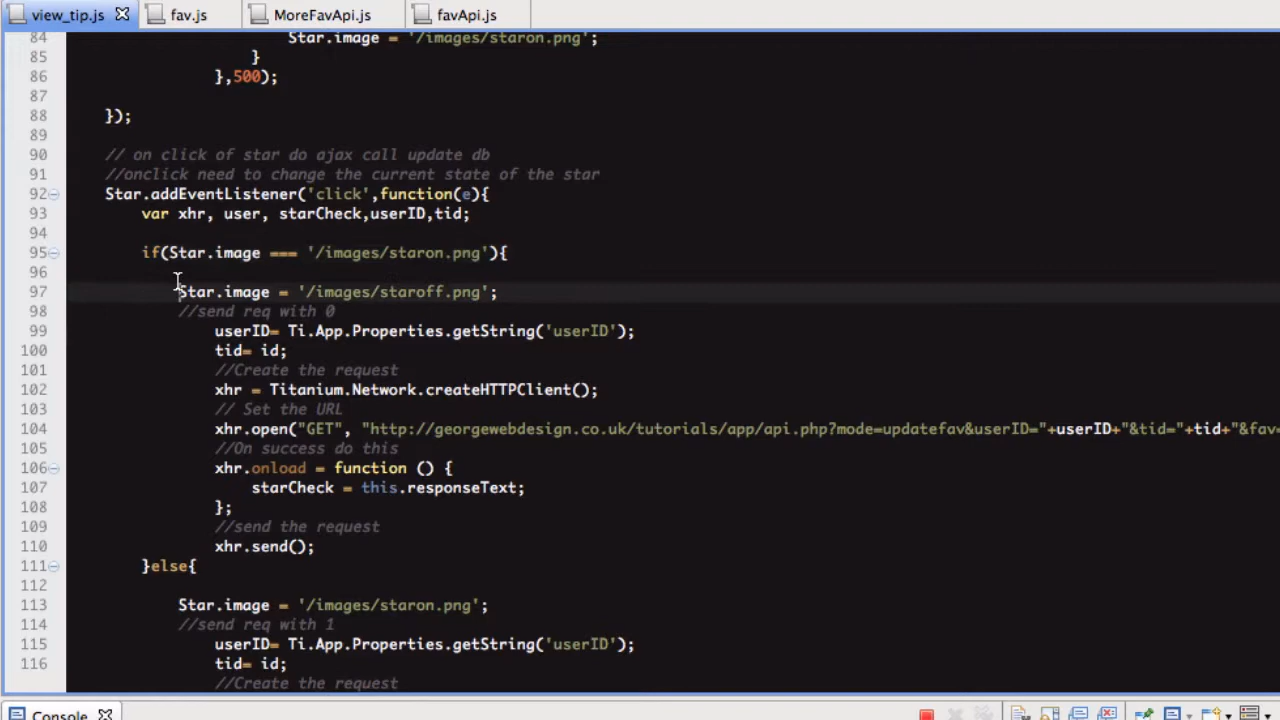 view_tip.js fav.js MoreFavApi.js favApi.js
84 Star.image = '/images/staron.png';
85 }
86 },500);
87
88 });
89
90 // on click of star do ajax call update db
91 //onclick need to change the current state of the star
92 Star.addEventListener('click',function(e){
93 var xhr, user, starCheck,userID,tid;
94
95 if(Star.image === '/images/staron.png'){
96
97 Star.image = '/images/staroff.png';
98 //send req with 0
99 userID= Ti.App.Properties.getString('userID');
100 tid= id;
101 //Create the request
102 xhr = Titanium.Network.createHTTPClient();
103 // Set the URL
104 xhr.open("GET", "http://georgewebdesign.co.uk/tutorials/app/api.php?mode=updatefav&userID="+userID+"&tid="+tid+"&fav=
105 //On success do this
106 xhr.onload = function () {
107 starCheck = this.responseText;
108 };
109 //send the request
110 xhr.send();
111 }else{
112
113 Star.image = '/images/staron.png';
114 //send req with 1
115 userID= Ti.App.Properties.getString('userID');
116 tid= id;
//Create the request
Console